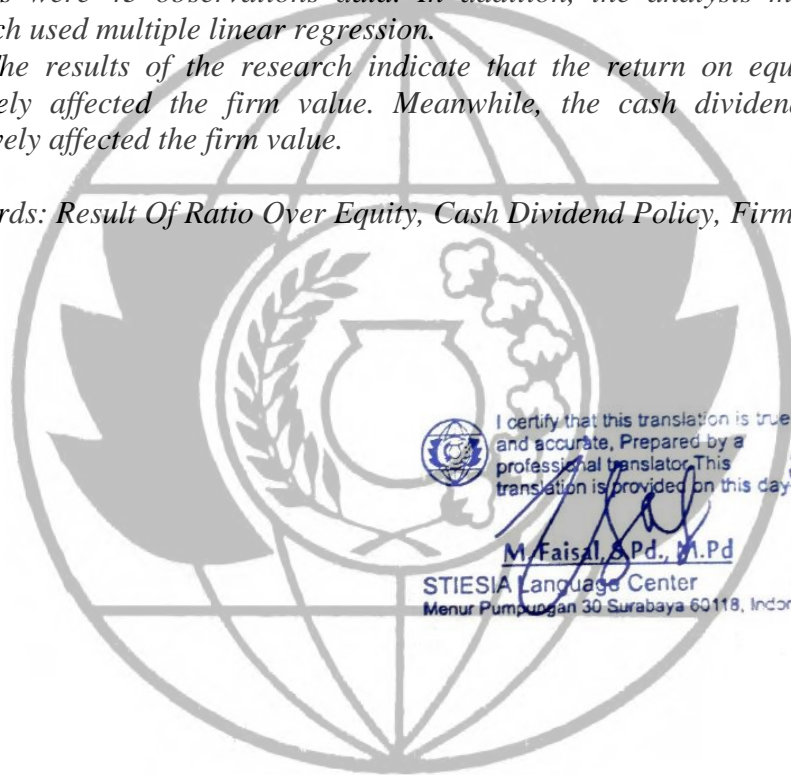 were 45 observations data. In addition, the analysis
ch used multiple linear regression.
he results of the research indicate that the return on equ
ely affected the firm value. Meanwhile, the cash dividen
vely affected the firm value.
rds: Result Of Ratio Over Equity, Cash Dividend Policy, Firm
I certify that this translation is true
and accurate, Prepared by a
professional translator. This
translation is provided on this day
M. Faisal, S.Pd., M.Pd
STIESIA Language Center
Menur Pumpungan 30 Surabaya 60118, Indon